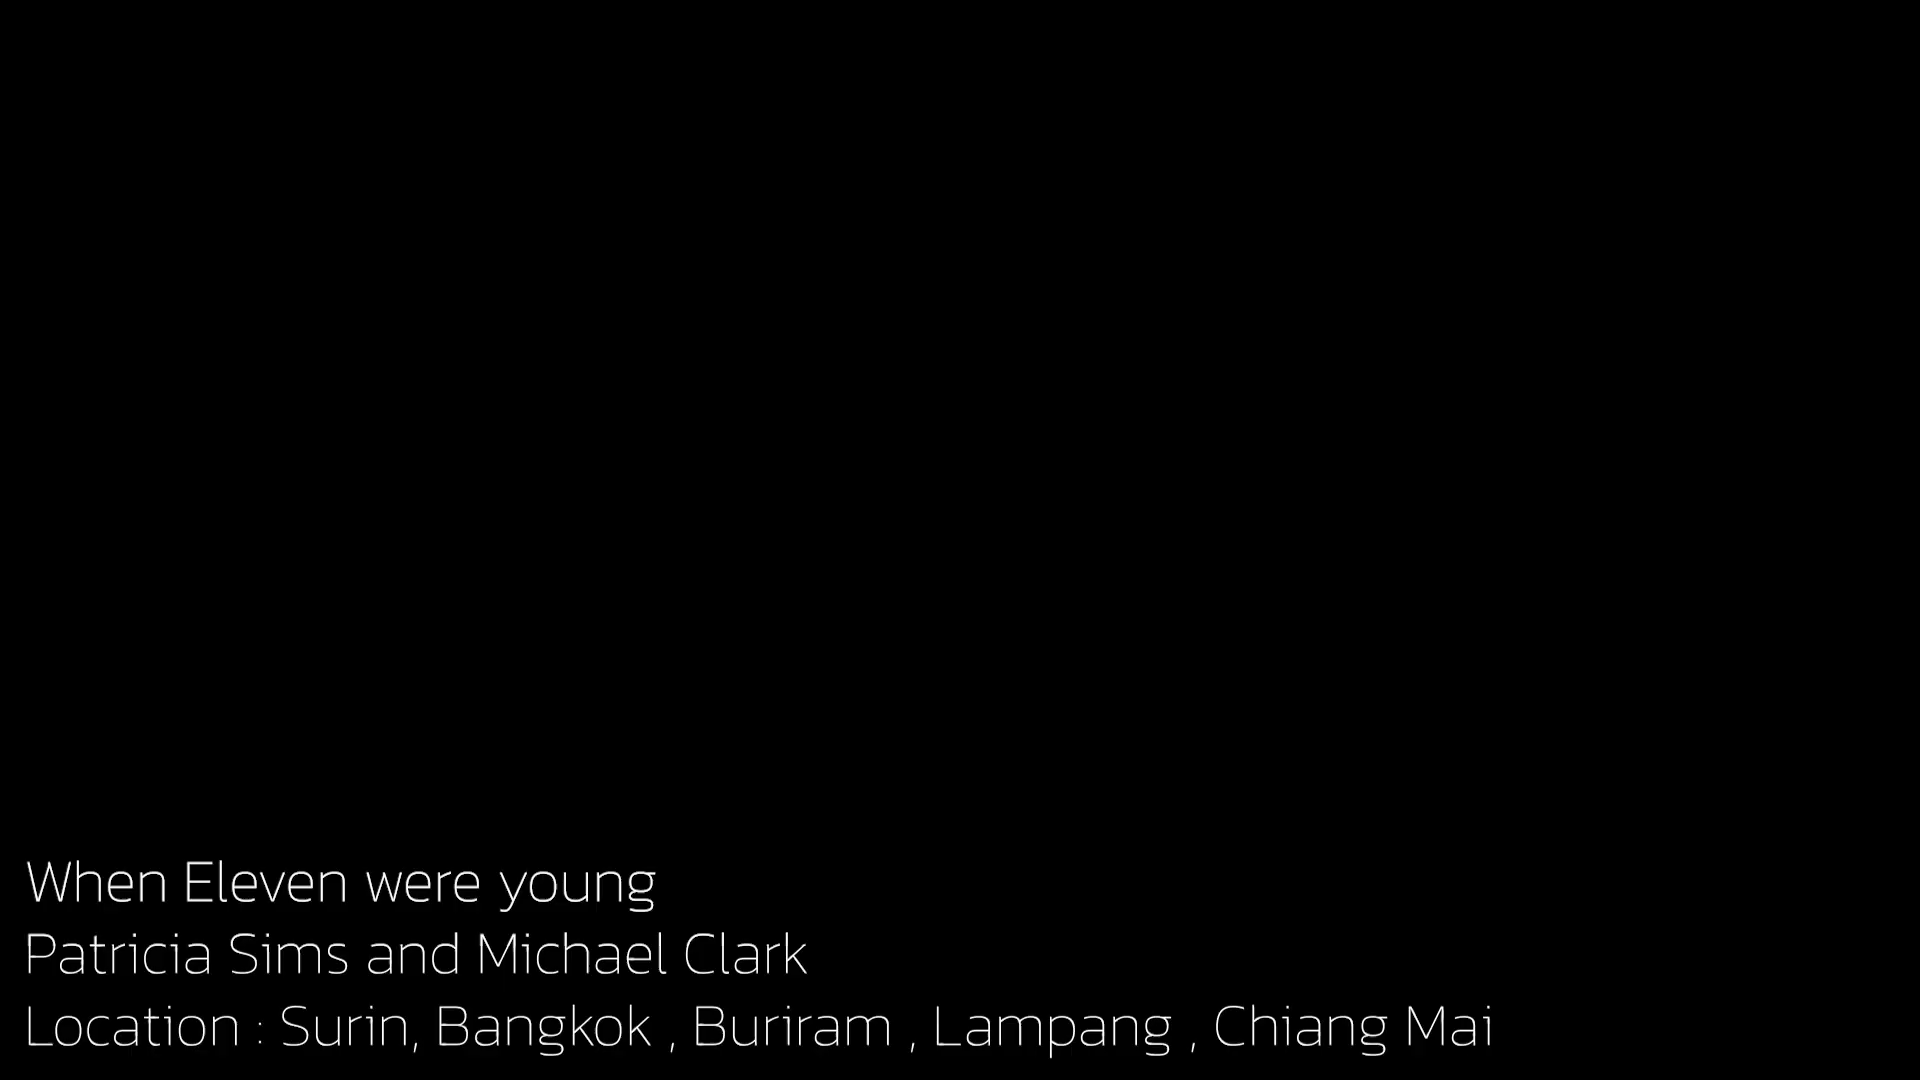 When Eleven were young
Patricia Sims and Michael Clark
Location : Surin, Bangkok , Buriram , Lampang , Chiang Mai